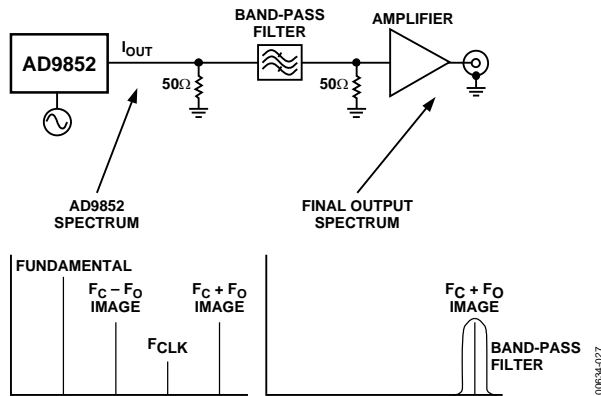 BAND-PASS
FILTER
AMPLIFIER
AD9852
IOUT
50Ω
50Ω
AD9852
SPECTRUM
FINAL OUTPUT
SPECTRUM
FUNDAMENTAL
FC – FO
IMAGE
FCLK
FC + FO
IMAGE
FC + FO
IMAGE
BAND-PASS
FILTER
00634-027